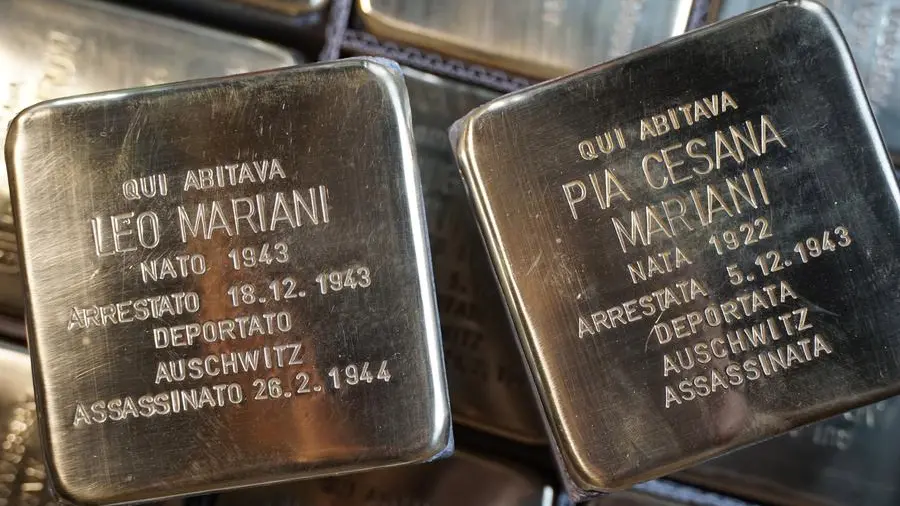 QUI ABITAVA
LEO MARIANI
NATO 1943
ARRESTATO 18.12.1943
DEPORTATO
AUSCHWITZ
ASSASSINATO 26.2.1944
QUI ABITAVA
PIA CESANA
MARIANI
NATA 1922
ARRESTATA 5.12.1943
DEPORTATA
AUSCHWITZ
ASSASSINATA